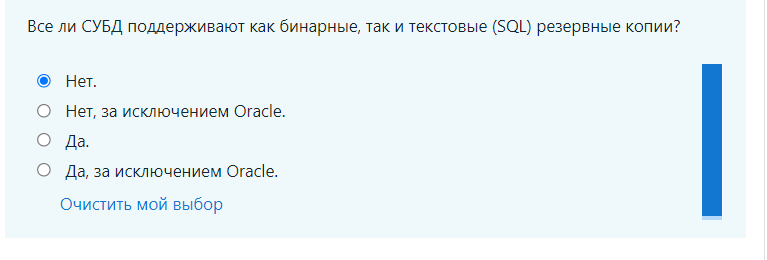 Все ли СУБД поддерживают как бинарные, так и текстовые (SQL) резервные копии?
Нет.
Нет, за исключением Oracle.
Да.
Да, за исключением Oracle.
Очистить мой выбор